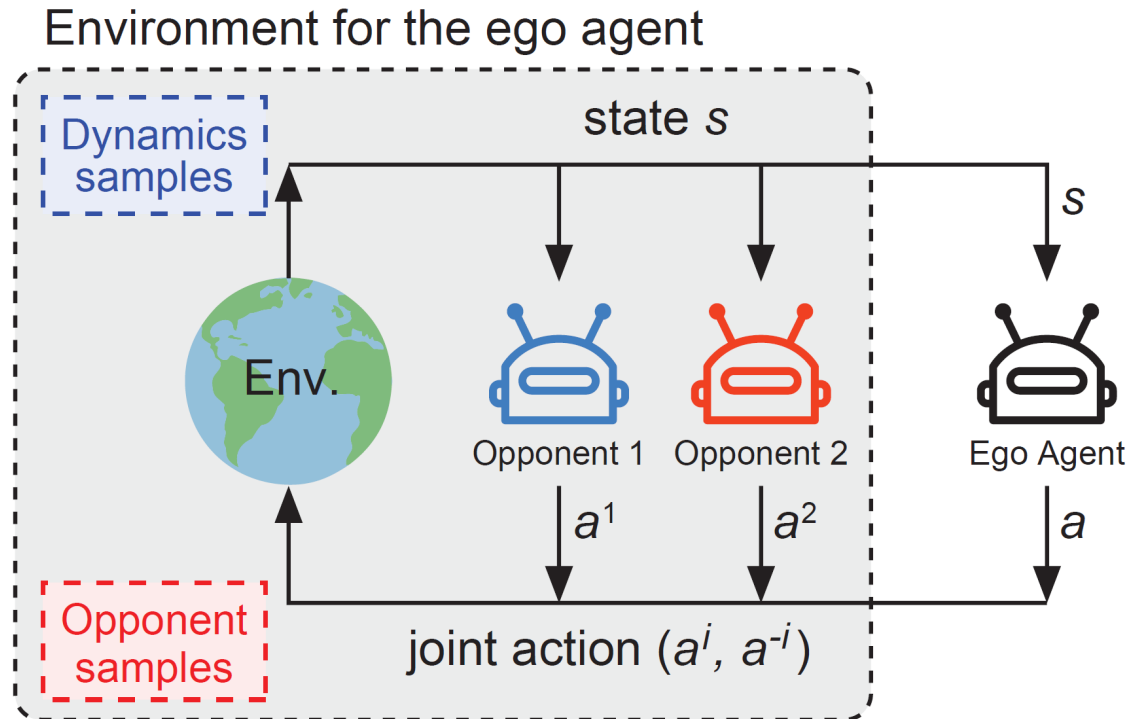 Environment for the ego agent
Dynamics
samples
state s
s
Env.
Opponent 1
Opponent 2
Ego Agent
a¹
a²
a
Opponent
samples
joint action (aⁱ, a⁻ⁱ)